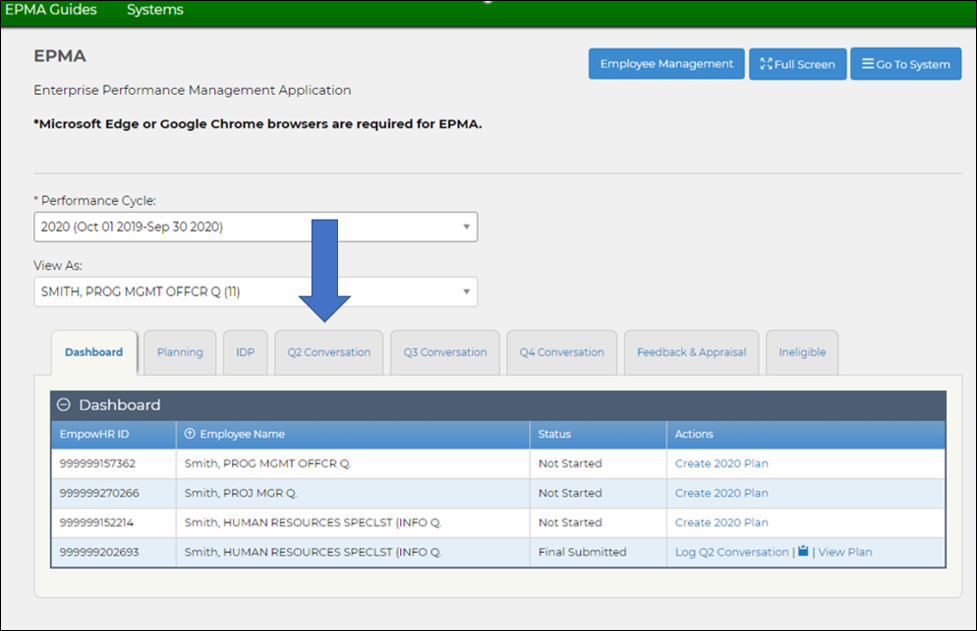 EPMA Guides Systems
EPMA
Employee Management Full Screen Go To System
Enterprise Performance Management Application
*Microsoft Edge or Google Chrome browsers are required for EPMA.
* Performance Cycle:
2020 (Oct 01 2019-Sep 30 2020)
View As:
SMITH, PROG MGMT OFFCR Q (11)
Dashboard Planning IDP Q2 Conversation Q3 Conversation Q4 Conversation Feedback & Appraisal Ineligible
Dashboard
EmpowHR ID Employee Name Status Actions
999999157362 Smith, PROG MGMT OFFCR Q. Not Started Create 2020 Plan
999999270266 Smith, PROJ MGR Q. Not Started Create 2020 Plan
999999152214 Smith, HUMAN RESOURCES SPECLST (INFO Q. Not Started Create 2020 Plan
999999202693 Smith, HUMAN RESOURCES SPECLST (INFO Q. Final Submitted Log Q2 Conversation | | View Plan